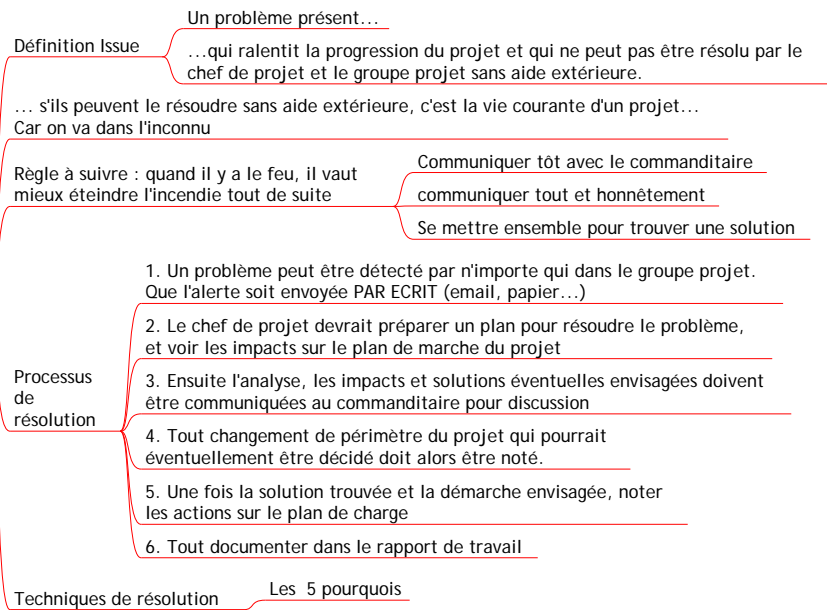 Définition Issue
Un problème présent...
...qui ralentit la progression du projet et qui ne peut pas être résolu par le
chef de projet et le groupe projet sans aide extérieure.
... s'ils peuvent le résoudre sans aide extérieure, c'est la vie courante d'un projet...
Car on va dans l'inconnu
Règle à suivre : quand il y a le feu, il vaut
mieux éteindre l'incendie tout de suite
Communiquer tôt avec le commanditaire
communiquer tout et honnêtement
Se mettre ensemble pour trouver une solution
Processus
de
résolution
1. Un problème peut être détecté par n'importe qui dans le groupe projet.
Que l'alerte soit envoyée PAR ECRIT (email, papier...)
2. Le chef de projet devrait préparer un plan pour résoudre le problème,
et voir les impacts sur le plan de marche du projet
3. Ensuite l'analyse, les impacts et solutions éventuelles envisagées doivent
être communiquées au commanditaire pour discussion
4. Tout changement de périmètre du projet qui pourrait
éventuellement être décidé doit alors être noté.
5. Une fois la solution trouvée et la démarche envisagée, noter
les actions sur le plan de charge
6. Tout documenter dans le rapport de travail
Techniques de résolution
Les  5 pourquois